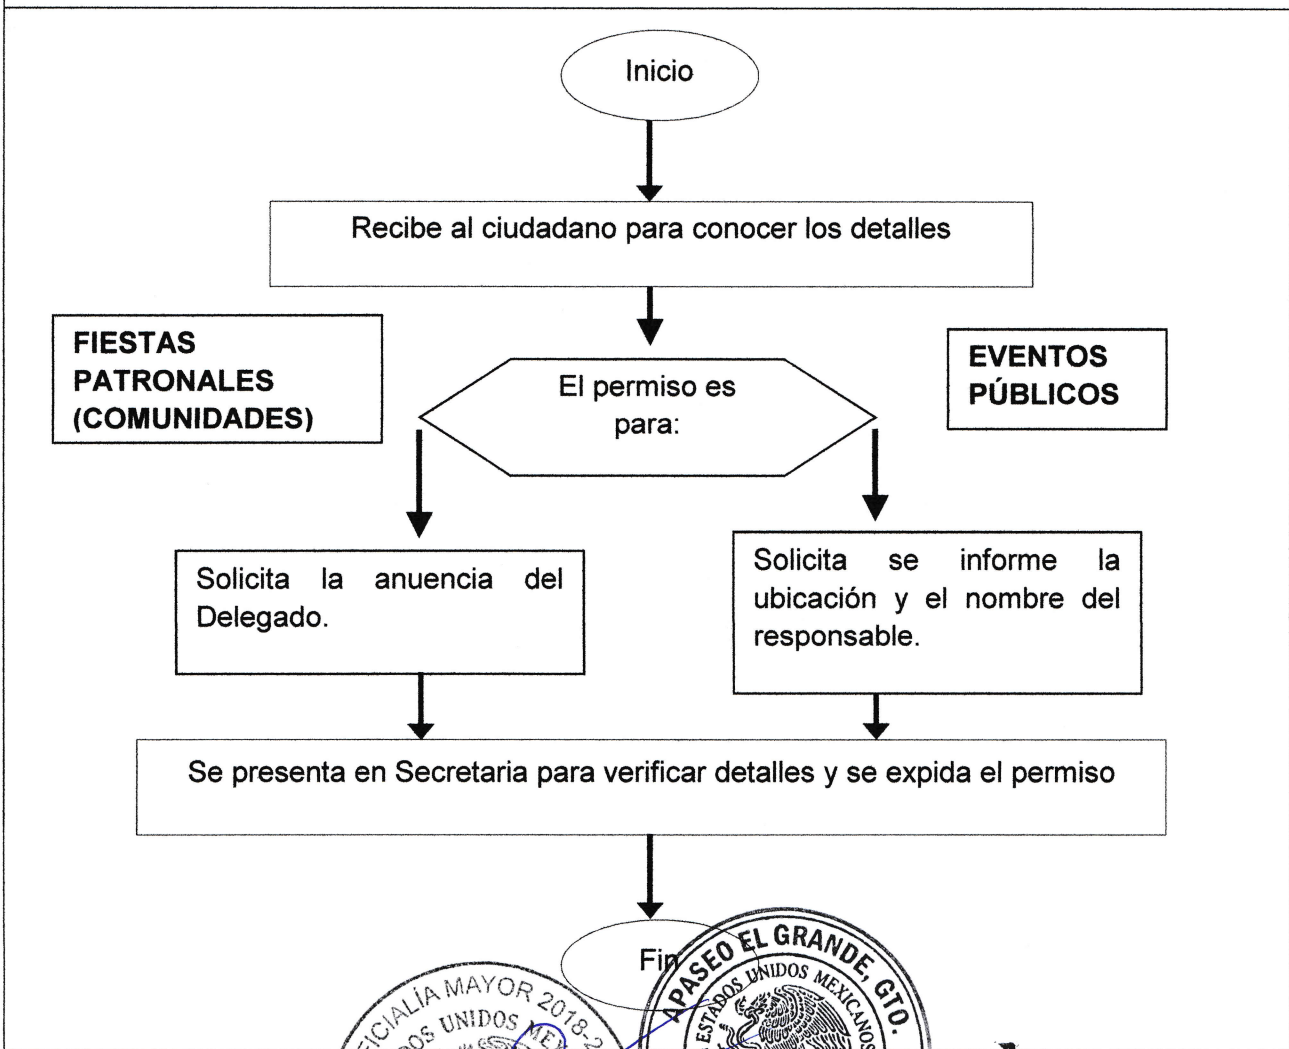 Inicio
Recibe al ciudadano para conocer los detalles
FIESTAS
PATRONALES
(COMUNIDADES)
El permiso es
para:
EVENTOS
PÚBLICOS
Solicita la anuencia del
Delegado.
Solicita se informe la
ubicación y el nombre del
responsable.
Se presenta en Secretaria para verificar detalles y se expida el permiso
Fin
APASEO EL GRANDE, GTO.
ESTADOS UNIDOS MEXICANOS
MAYOR 2018-2
UNIDOS